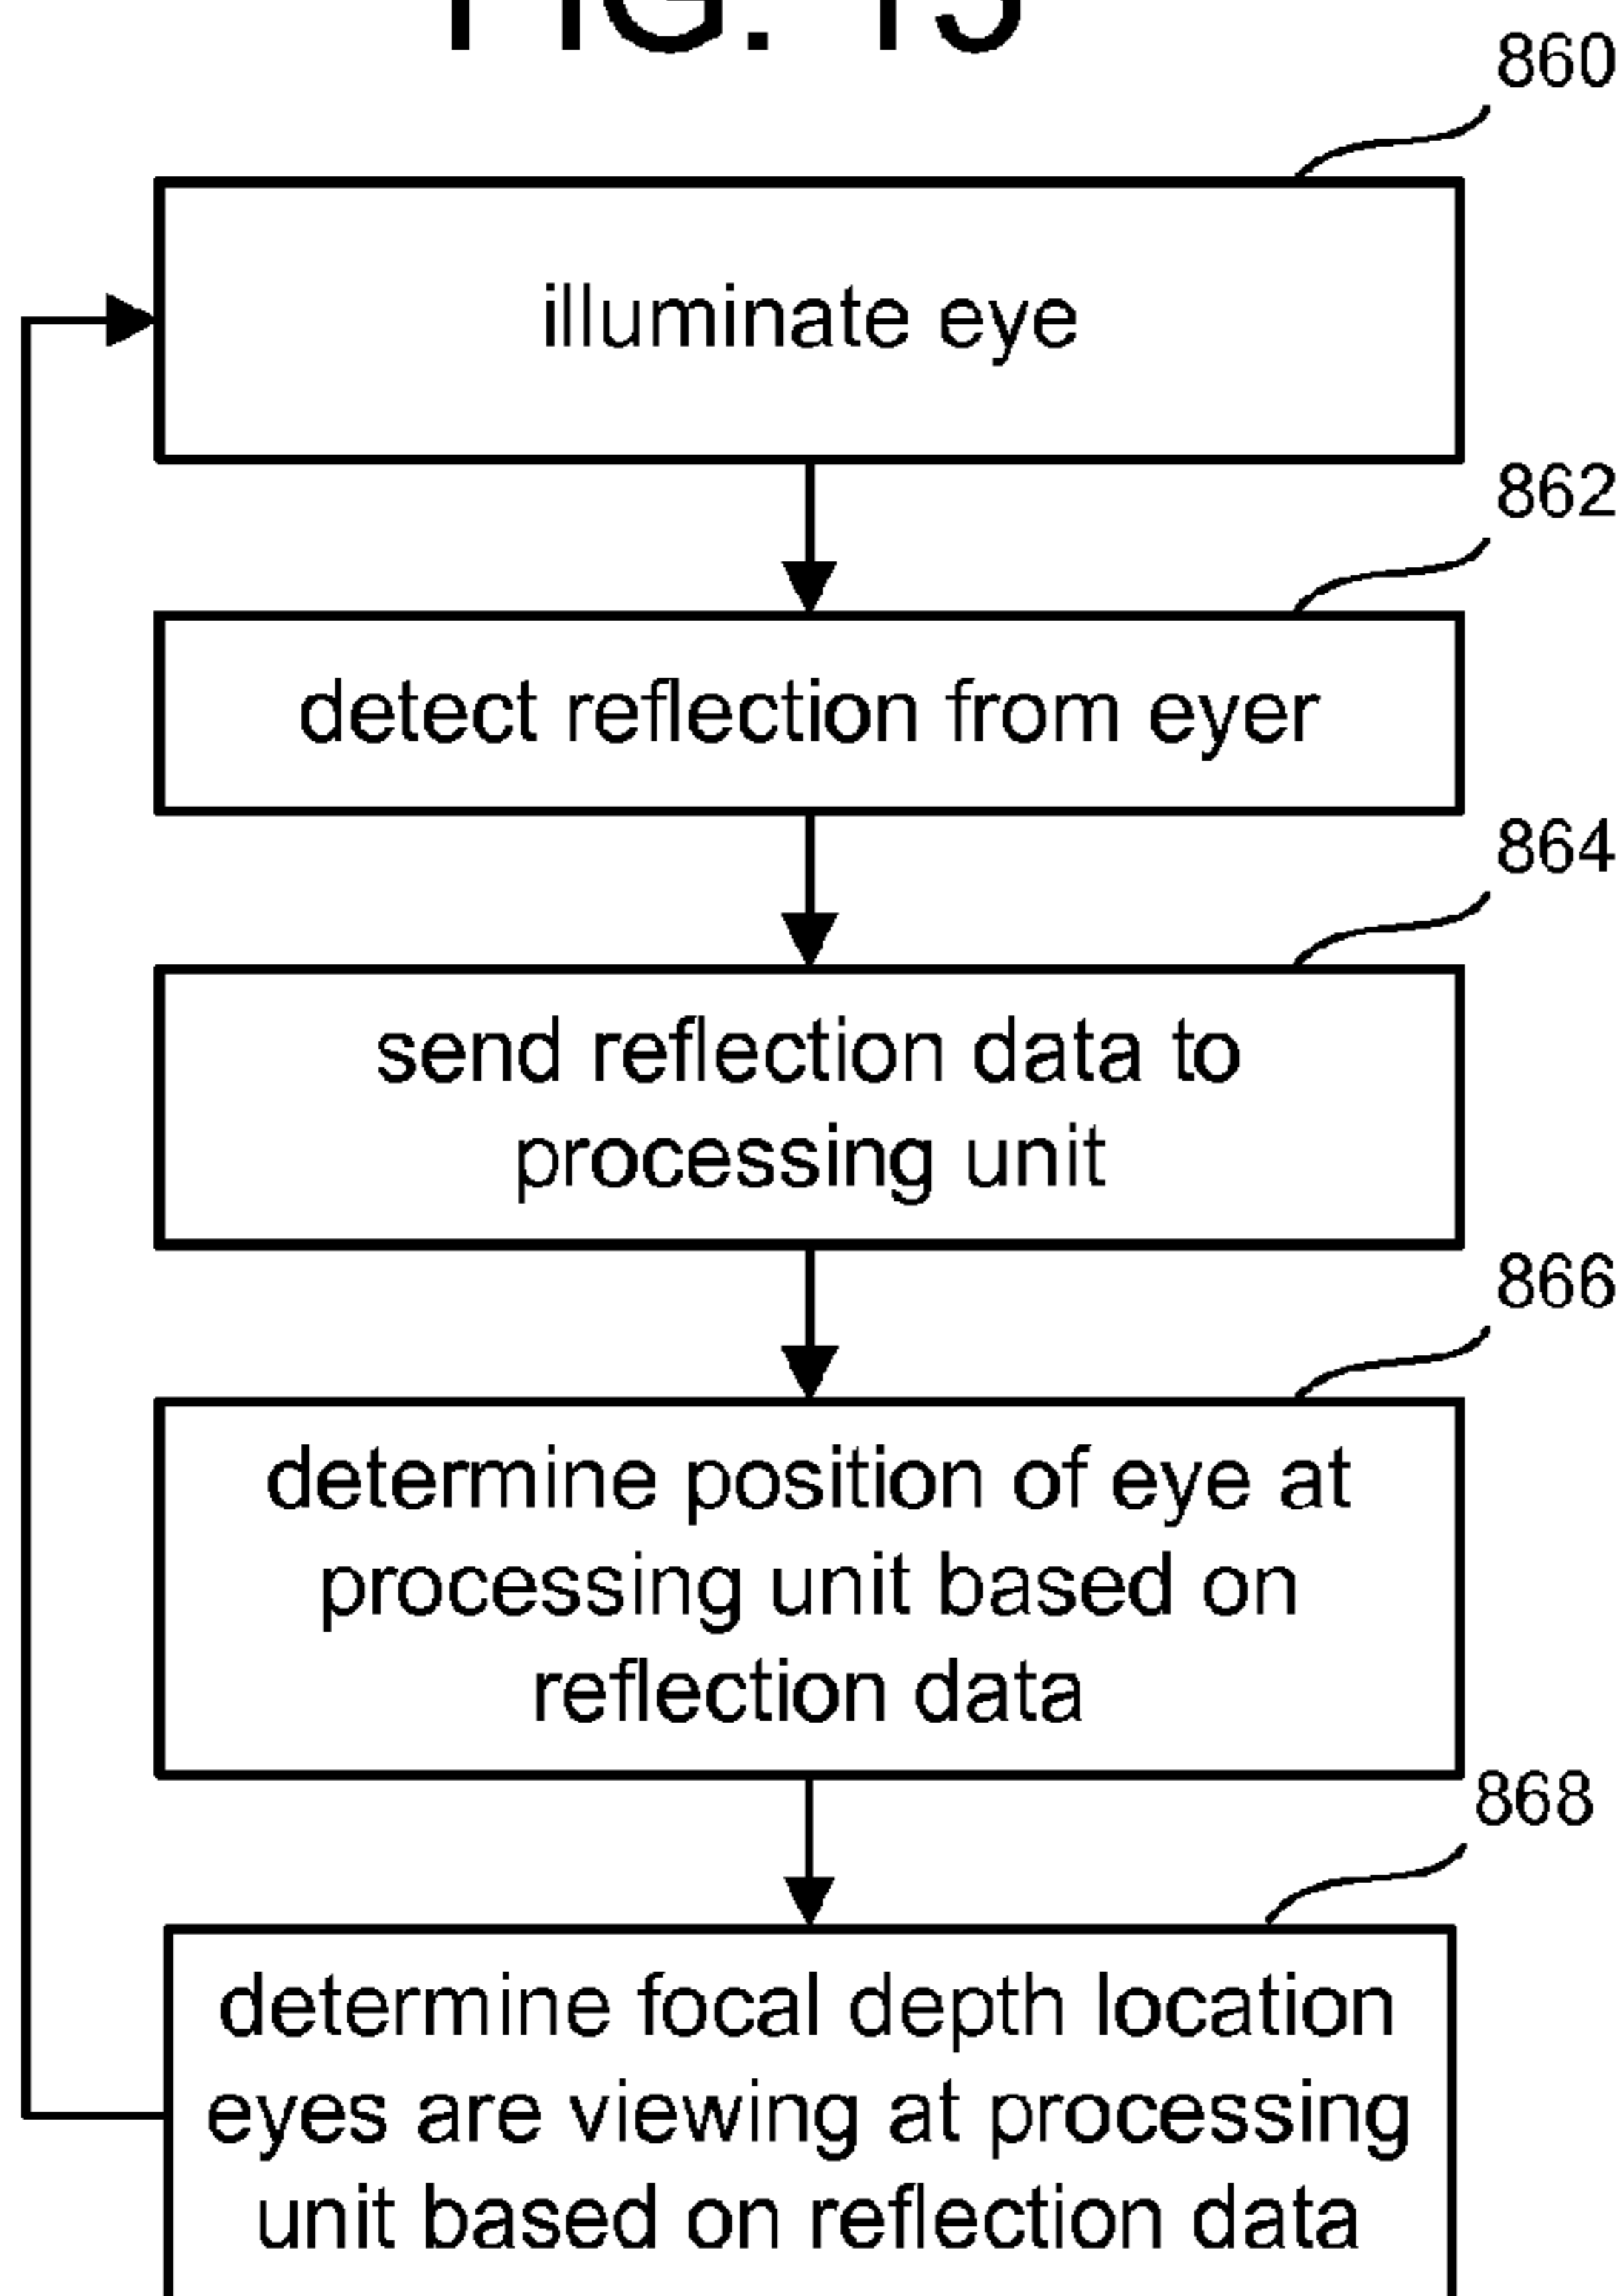 FIG.
860
illuminate eye
862
detect reflection from eyer
864
send reflection data to
processing unit
866
determine position of eye at
processing unit based on
reflection data
868
determine focal depth location
eyes are viewing at processing
unit based on reflection data